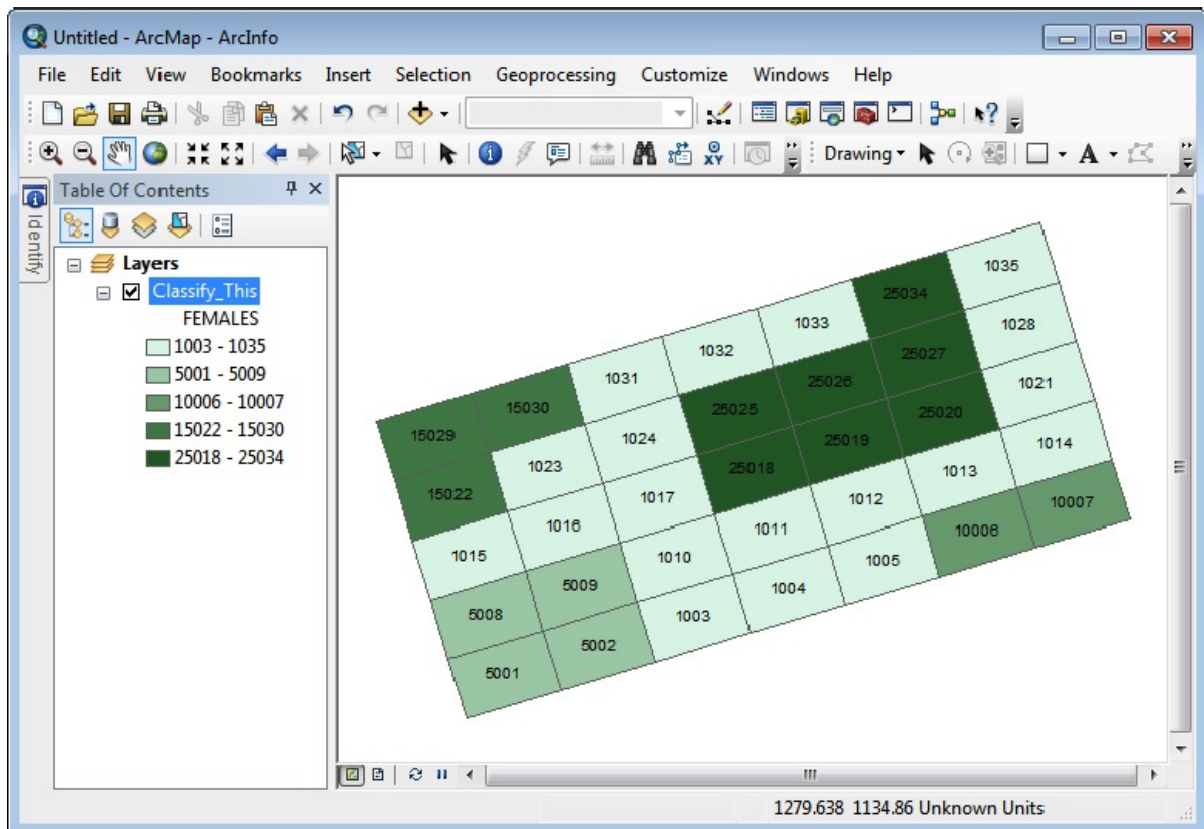 Untitled - ArcMap - ArcInfo
File Edit View Bookmarks Insert Selection Geoprocessing Customize Windows Help
Drawing
A
Identify
Table Of Contents
Layers
Classify_This
FEMALES
1003 - 1035
5001 - 5009
10006 - 10007
15022 - 15030
25018 - 25034
15029 15030 1031 1032 1033 25034 1035
15022 1023 1024 25025 25026 25027 1028
1015 1016 1017 25018 25019 25020 1021
5008 5009 1010 1011 1012 1013 1014
5001 5002 1003 1004 1005 10006 10007
1279.638 1134.86 Unknown Units